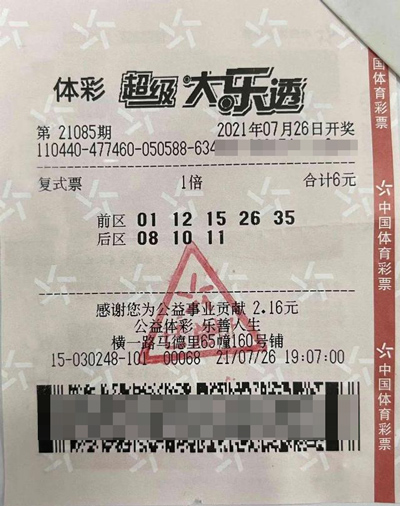 体彩 超级大乐透
第 21085期 2021年07月26日开奖
110440-477460-050588-634
复式票 1倍 合计6元
前区 01 12 15 26 35
后区 08 10 11
感谢您为公益事业贡献 2.16元
公益体彩 乐善人生
横一路马德里65幢160号铺
15-030248-101 00068 21/07/26 19:07:00
中国体育彩票
中国体育彩票
中国体育彩票